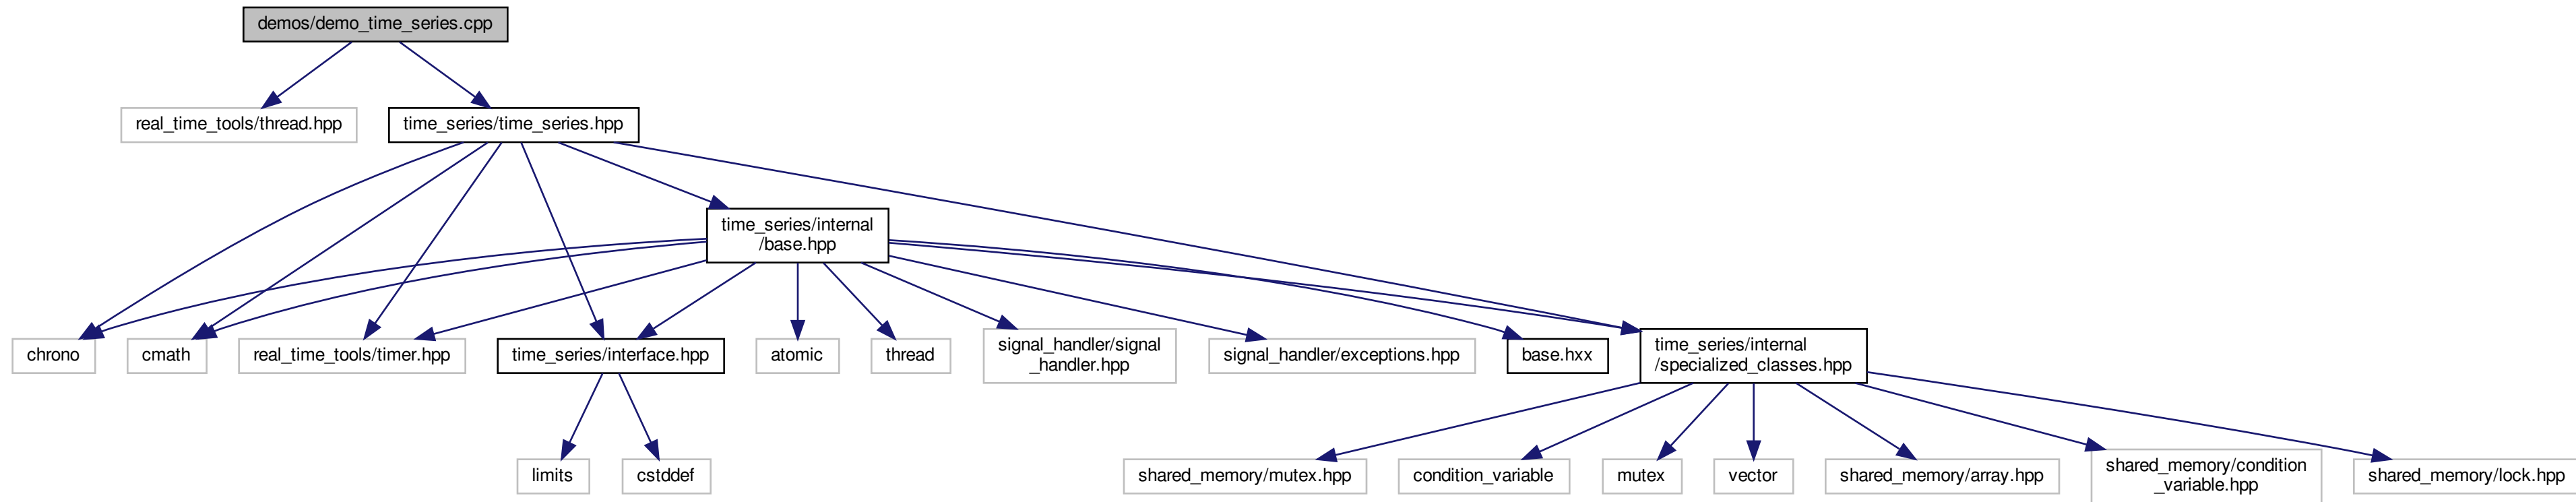 demos/demo_time_series.cpp
real_time_tools/thread.hpp
time_series/time_series.hpp
time_series/internal
/base.hpp
chrono
cmath
real_time_tools/timer.hpp
time_series/interface.hpp
atomic
thread
signal_handler/signal
_handler.hpp
signal_handler/exceptions.hpp
base.hxx
time_series/internal
/specialized_classes.hpp
limits
cstddef
shared_memory/mutex.hpp
condition_variable
mutex
vector
shared_memory/array.hpp
shared_memory/condition
_variable.hpp
shared_memory/lock.hpp